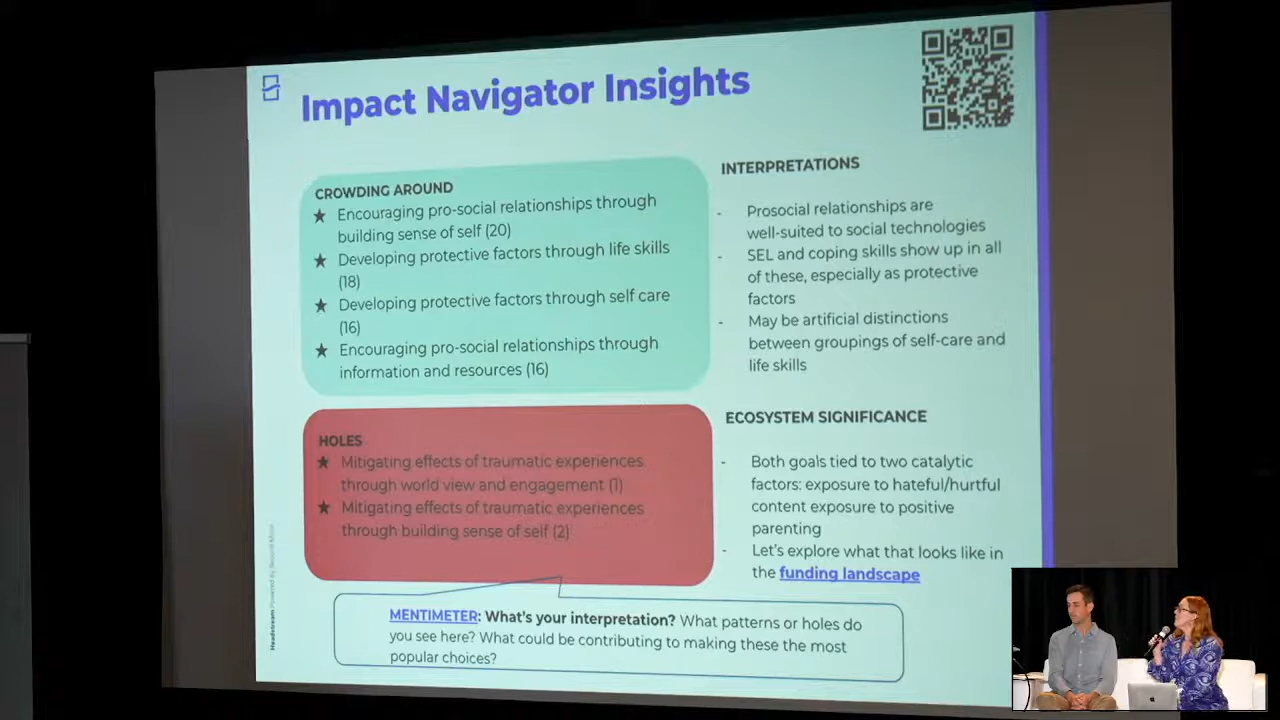 Impact Navigator Insights
CROWDING AROUND
★ Encouraging pro-social relationships through
building sense of self (20)
★ Developing protective factors through life skills
(18)
★ Developing protective factors through self care
(16)
★ Encouraging pro-social relationships through
information and resources (16)
INTERPRETATIONS
- Prosocial relationships are
well-suited to social technologies
- SEL and coping skills show up in all
of these, especially as protective
factors
- May be artificial distinctions
between groupings of self-care and
life skills
HOLES
★ Mitigating effects of traumatic experiences
through world view and engagement (1)
★ Mitigating effects of traumatic experiences
through building sense of self (2)
ECOSYSTEM SIGNIFICANCE
- Both goals tied to two catalytic
factors: exposure to hateful/hurtful
content exposure to positive
parenting
- Let's explore what that looks like in
the funding landscape
MENTIMETER: What's your interpretation? What patterns or holes do
you see here? What could be contributing to making these the most
popular choices?
Headstream Powered by Second Muse